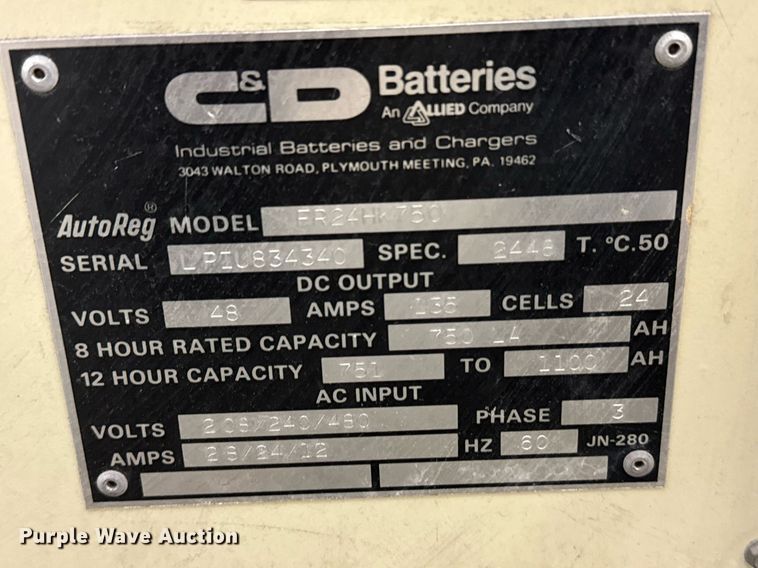 C&D Batteries
An ALLIED Company
Industrial Batteries and Chargers
3043 WALTON ROAD, PLYMOUTH MEETING, PA. 19462
AutoReg® MODEL FR24HK750
SERIAL SPEC. 2448 T. °C.50
DC OUTPUT
VOLTS 48 AMPS 135 CELLS 24
8 HOUR RATED CAPACITY 750 AH
12 HOUR CAPACITY 751 TO 1100 AH
AC INPUT
VOLTS 208/240/480 PHASE 3
AMPS 28/24/12 HZ 60 JN-280
Purple Wave Auction